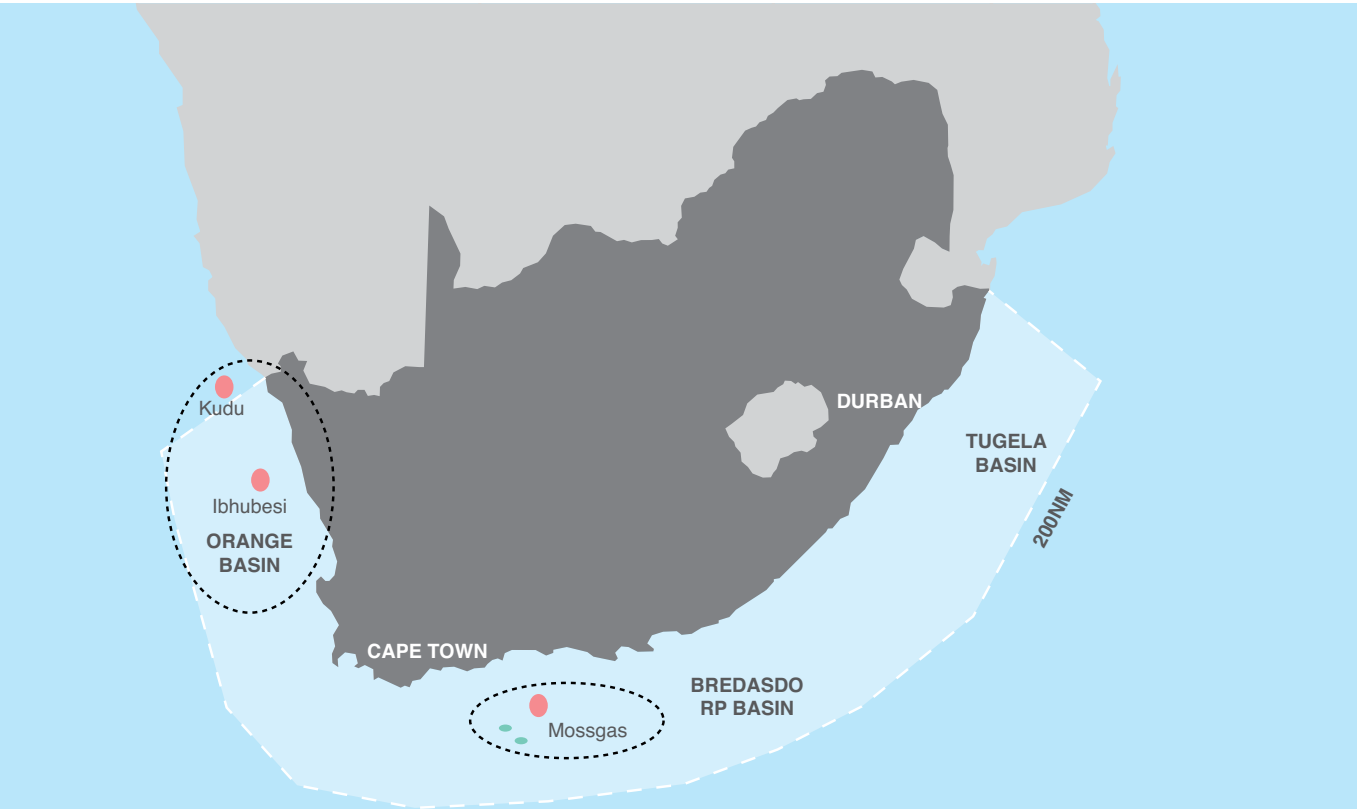 Kudu
Ibhubesi
ORANGE
BASIN
CAPE TOWN
DURBAN
TUGELA
BASIN
200NM
BREDASDO
RP BASIN
Mossgas